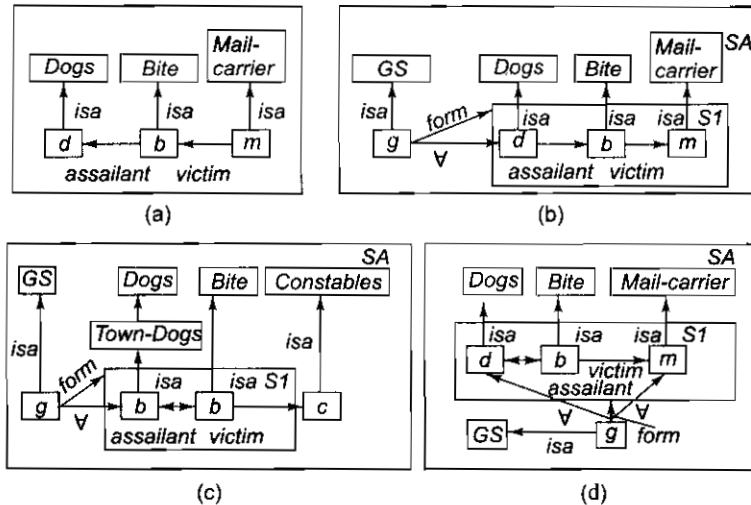 Mail-
carrier
Dogs Bite
isa isa isa
d b m
assailant victim
(a)
SA
Mail-
carrier
GS Dogs Bite
isa form isa isa isa S1
g d b m
∀
assailant victim
(b)
SA
GS Dogs Bite Constables
Town-Dogs
isa isa
form isa isa S1
g b b c
∀
assailant victim
(c)
SA
Dogs Bite Mail-carrier
isa isa isa S1
d b m
victim
assailant
∀ ∀
GS g form
isa
(d)